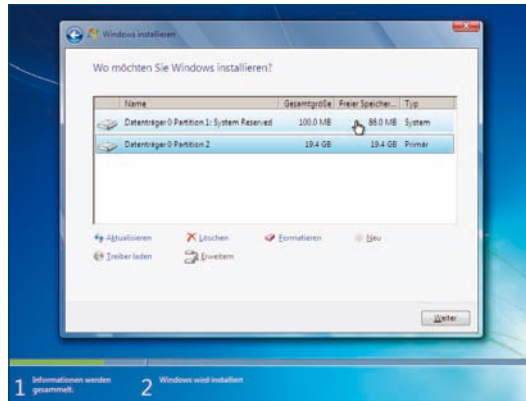 Windows installieren
Wo möchten Sie Windows installieren?
Name Gesamtgröße Freier Speicher... Typ
Datenträger 0 Partition 1: System Reserved 100.0 MB 86.0 MB System
Datenträger 0 Partition 2 19.4 GB 19.4 GB Primär
Aktualisieren Löschen Formatieren Neu
Treiber laden Erweitern
Weiter
1 Informationen werden gesammelt.
2 Windows wird installiert